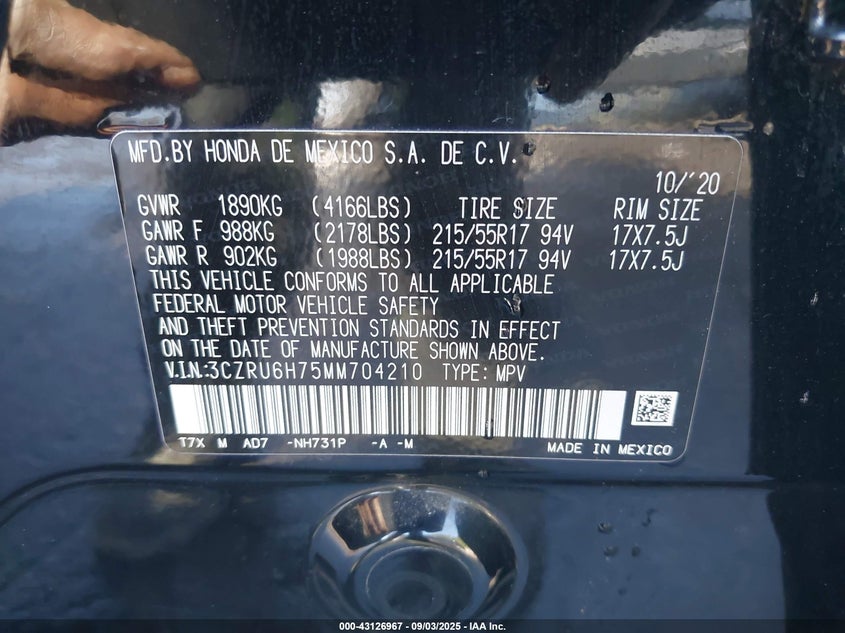 MFD.BY HONDA DE MEXICO S.A. DE C.V.
10/'20
GVWR 1890KG (4166LBS) TIRE SIZE RIM SIZE
GAWR F 988KG (2178LBS) 215/55R17 94V 17X7.5J
GAWR R 902KG (1988LBS) 215/55R17 94V 17X7.5J
THIS VEHICLE CONFORMS TO ALL APPLICABLE
FEDERAL MOTOR VEHICLE SAFETY
AND THEFT PREVENTION STANDARDS IN EFFECT
ON THE DATE OF MANUFACTURE SHOWN ABOVE.
V.I.N.:3CZRU6H75MM704210 TYPE: MPV
T7X M AD7 -NH731P -A -M MADE IN MEXICO
000-43126967 - 09/03/2025 - IAA Inc.